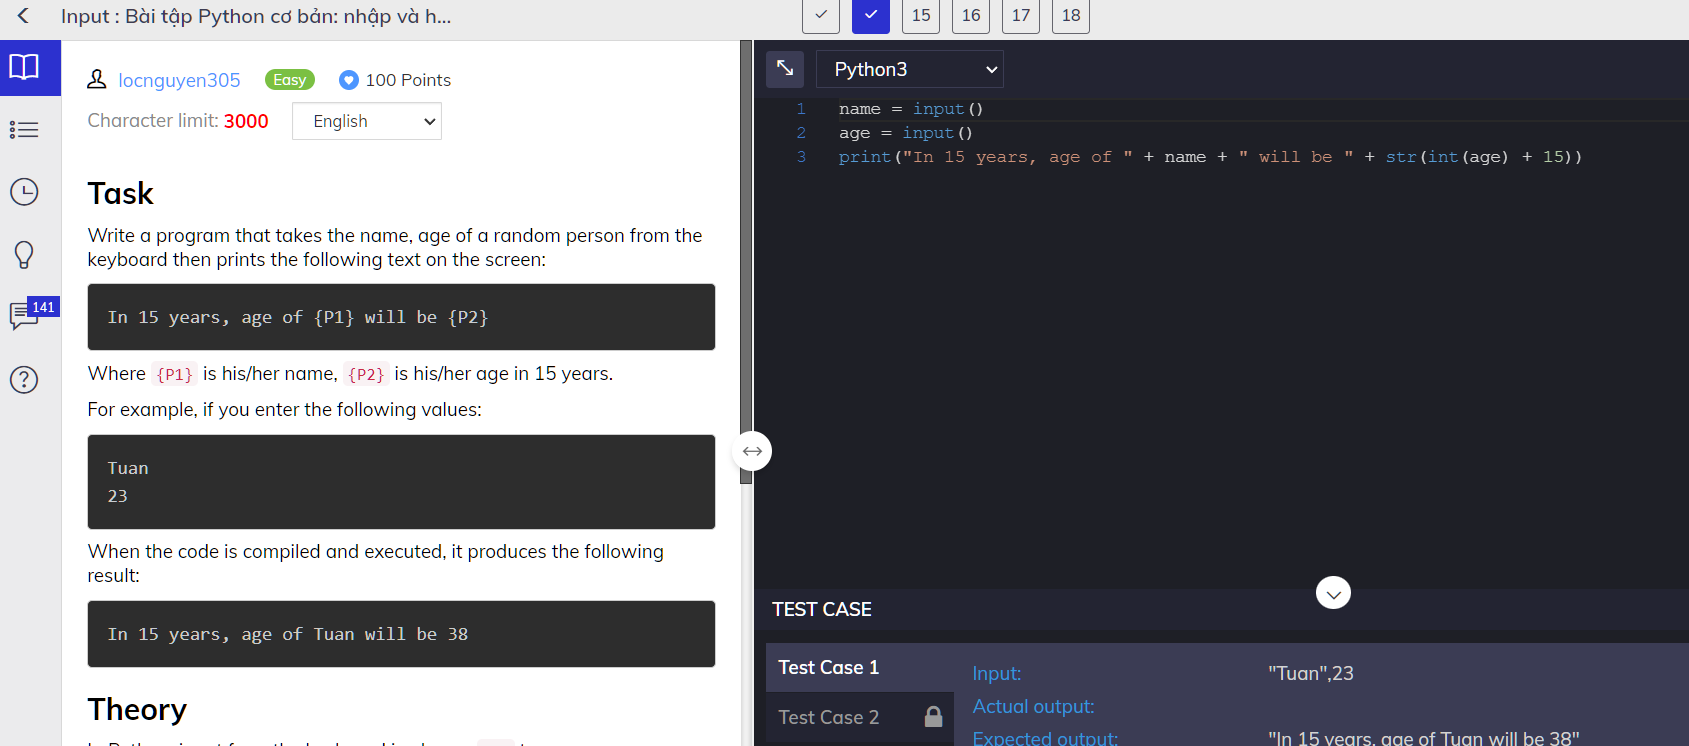 Input : Bài tập Python cơ bản: nhập và h...
15 16 17 18
locnguyen305 Easy 100 Points
Character limit: 3000 English
Task
Write a program that takes the name, age of a random person from the
keyboard then prints the following text on the screen:
In 15 years, age of {P1} will be {P2}
Where {P1} is his/her name, {P2} is his/her age in 15 years.
For example, if you enter the following values:
Tuan
23
When the code is compiled and executed, it produces the following
result:
In 15 years, age of Tuan will be 38
Theory
141
Python3
1 name = input()
2 age = input()
3 print("In 15 years, age of " + name + " will be " + str(int(age) + 15))
TEST CASE
Test Case 1
Test Case 2
Input: "Tuan",23
Actual output:
Expected output: "In 15 years, age of Tuan will be 38"